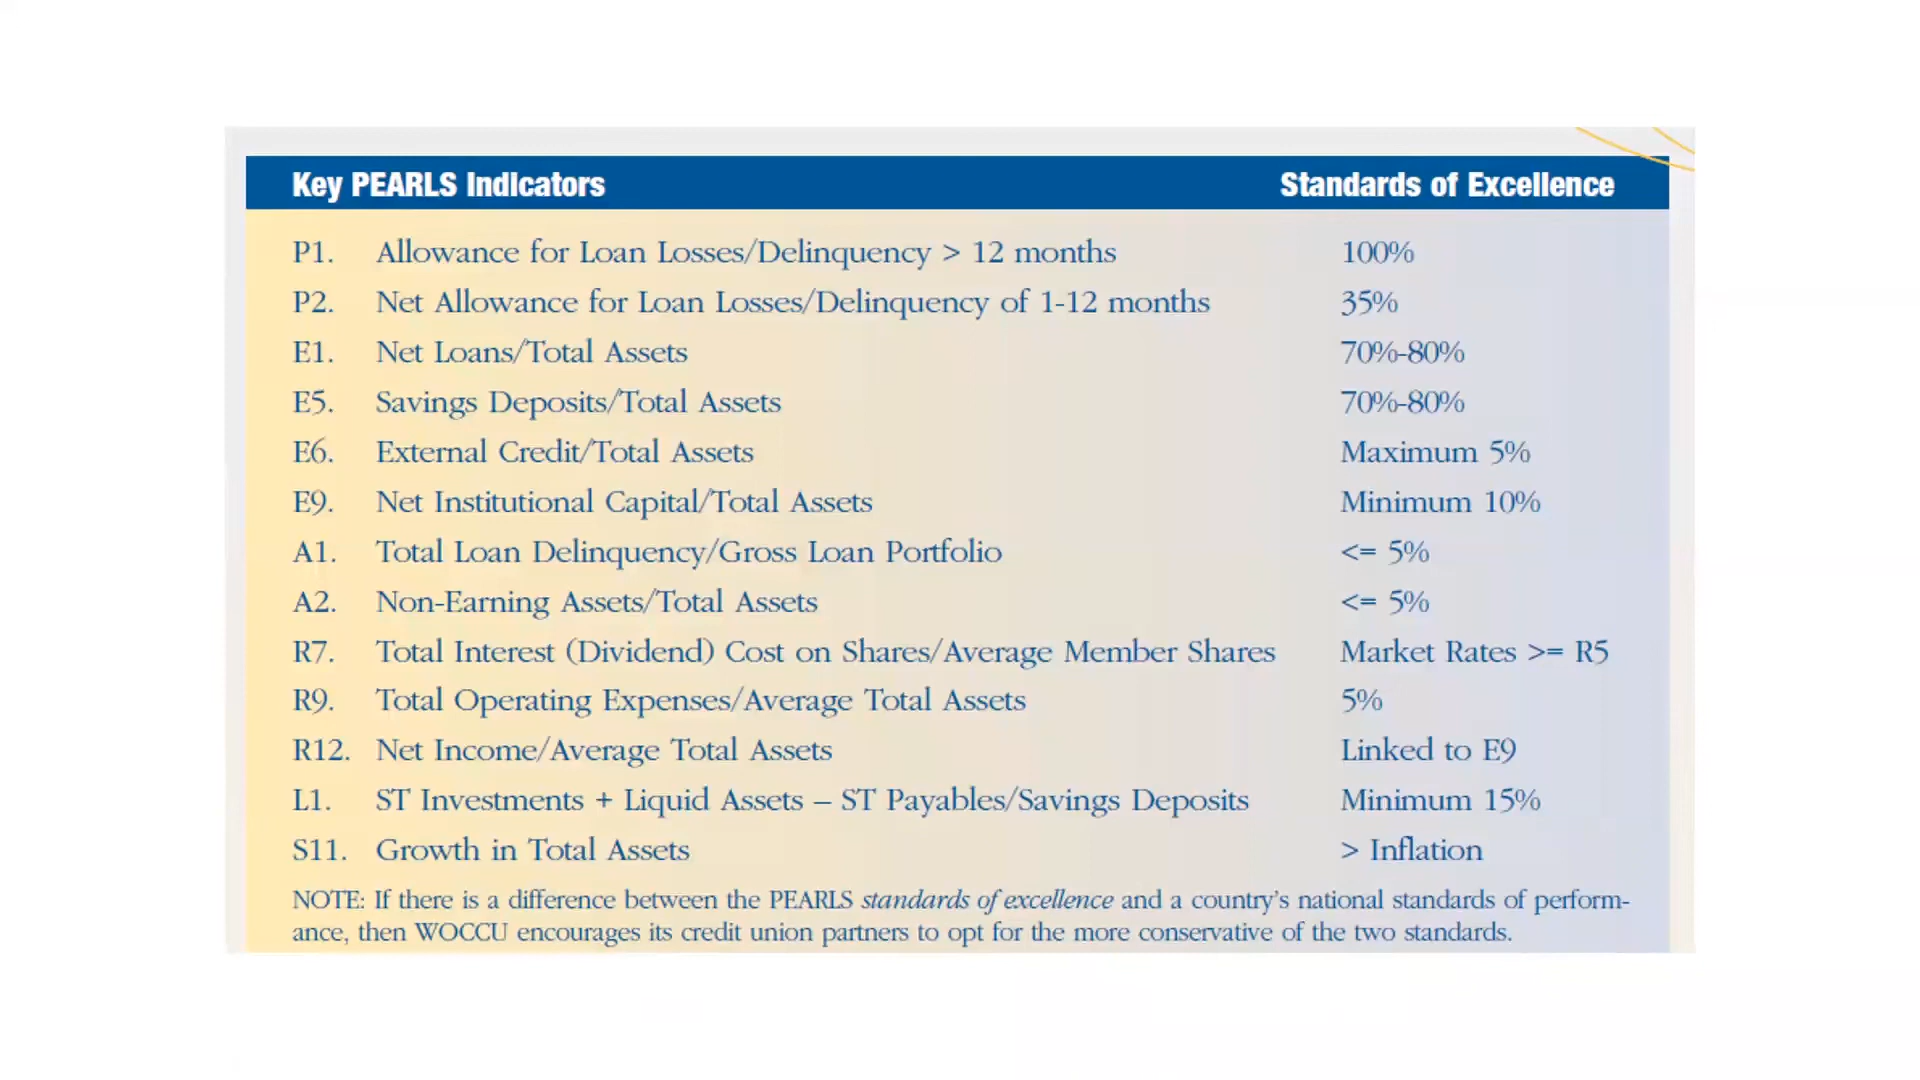 Key PEARLS Indicators Standards of Excellence
P1. Allowance for Loan Losses/Delinquency > 12 months 100%
P2. Net Allowance for Loan Losses/Delinquency of 1-12 months 35%
E1. Net Loans/Total Assets 70%-80%
E5. Savings Deposits/Total Assets 70%-80%
E6. External Credit/Total Assets Maximum 5%
E9. Net Institutional Capital/Total Assets Minimum 10%
A1. Total Loan Delinquency/Gross Loan Portfolio <= 5%
A2. Non-Earning Assets/Total Assets <= 5%
R7. Total Interest (Dividend) Cost on Shares/Average Member Shares Market Rates >= R5
R9. Total Operating Expenses/Average Total Assets 5%
R12. Net Income/Average Total Assets Linked to E9
L1. ST Investments + Liquid Assets – ST Payables/Savings Deposits Minimum 15%
S11. Growth in Total Assets > Inflation
NOTE: If there is a difference between the PEARLS standards of excellence and a country's national standards of perform-
ance, then WOCCU encourages its credit union partners to opt for the more conservative of the two standards.